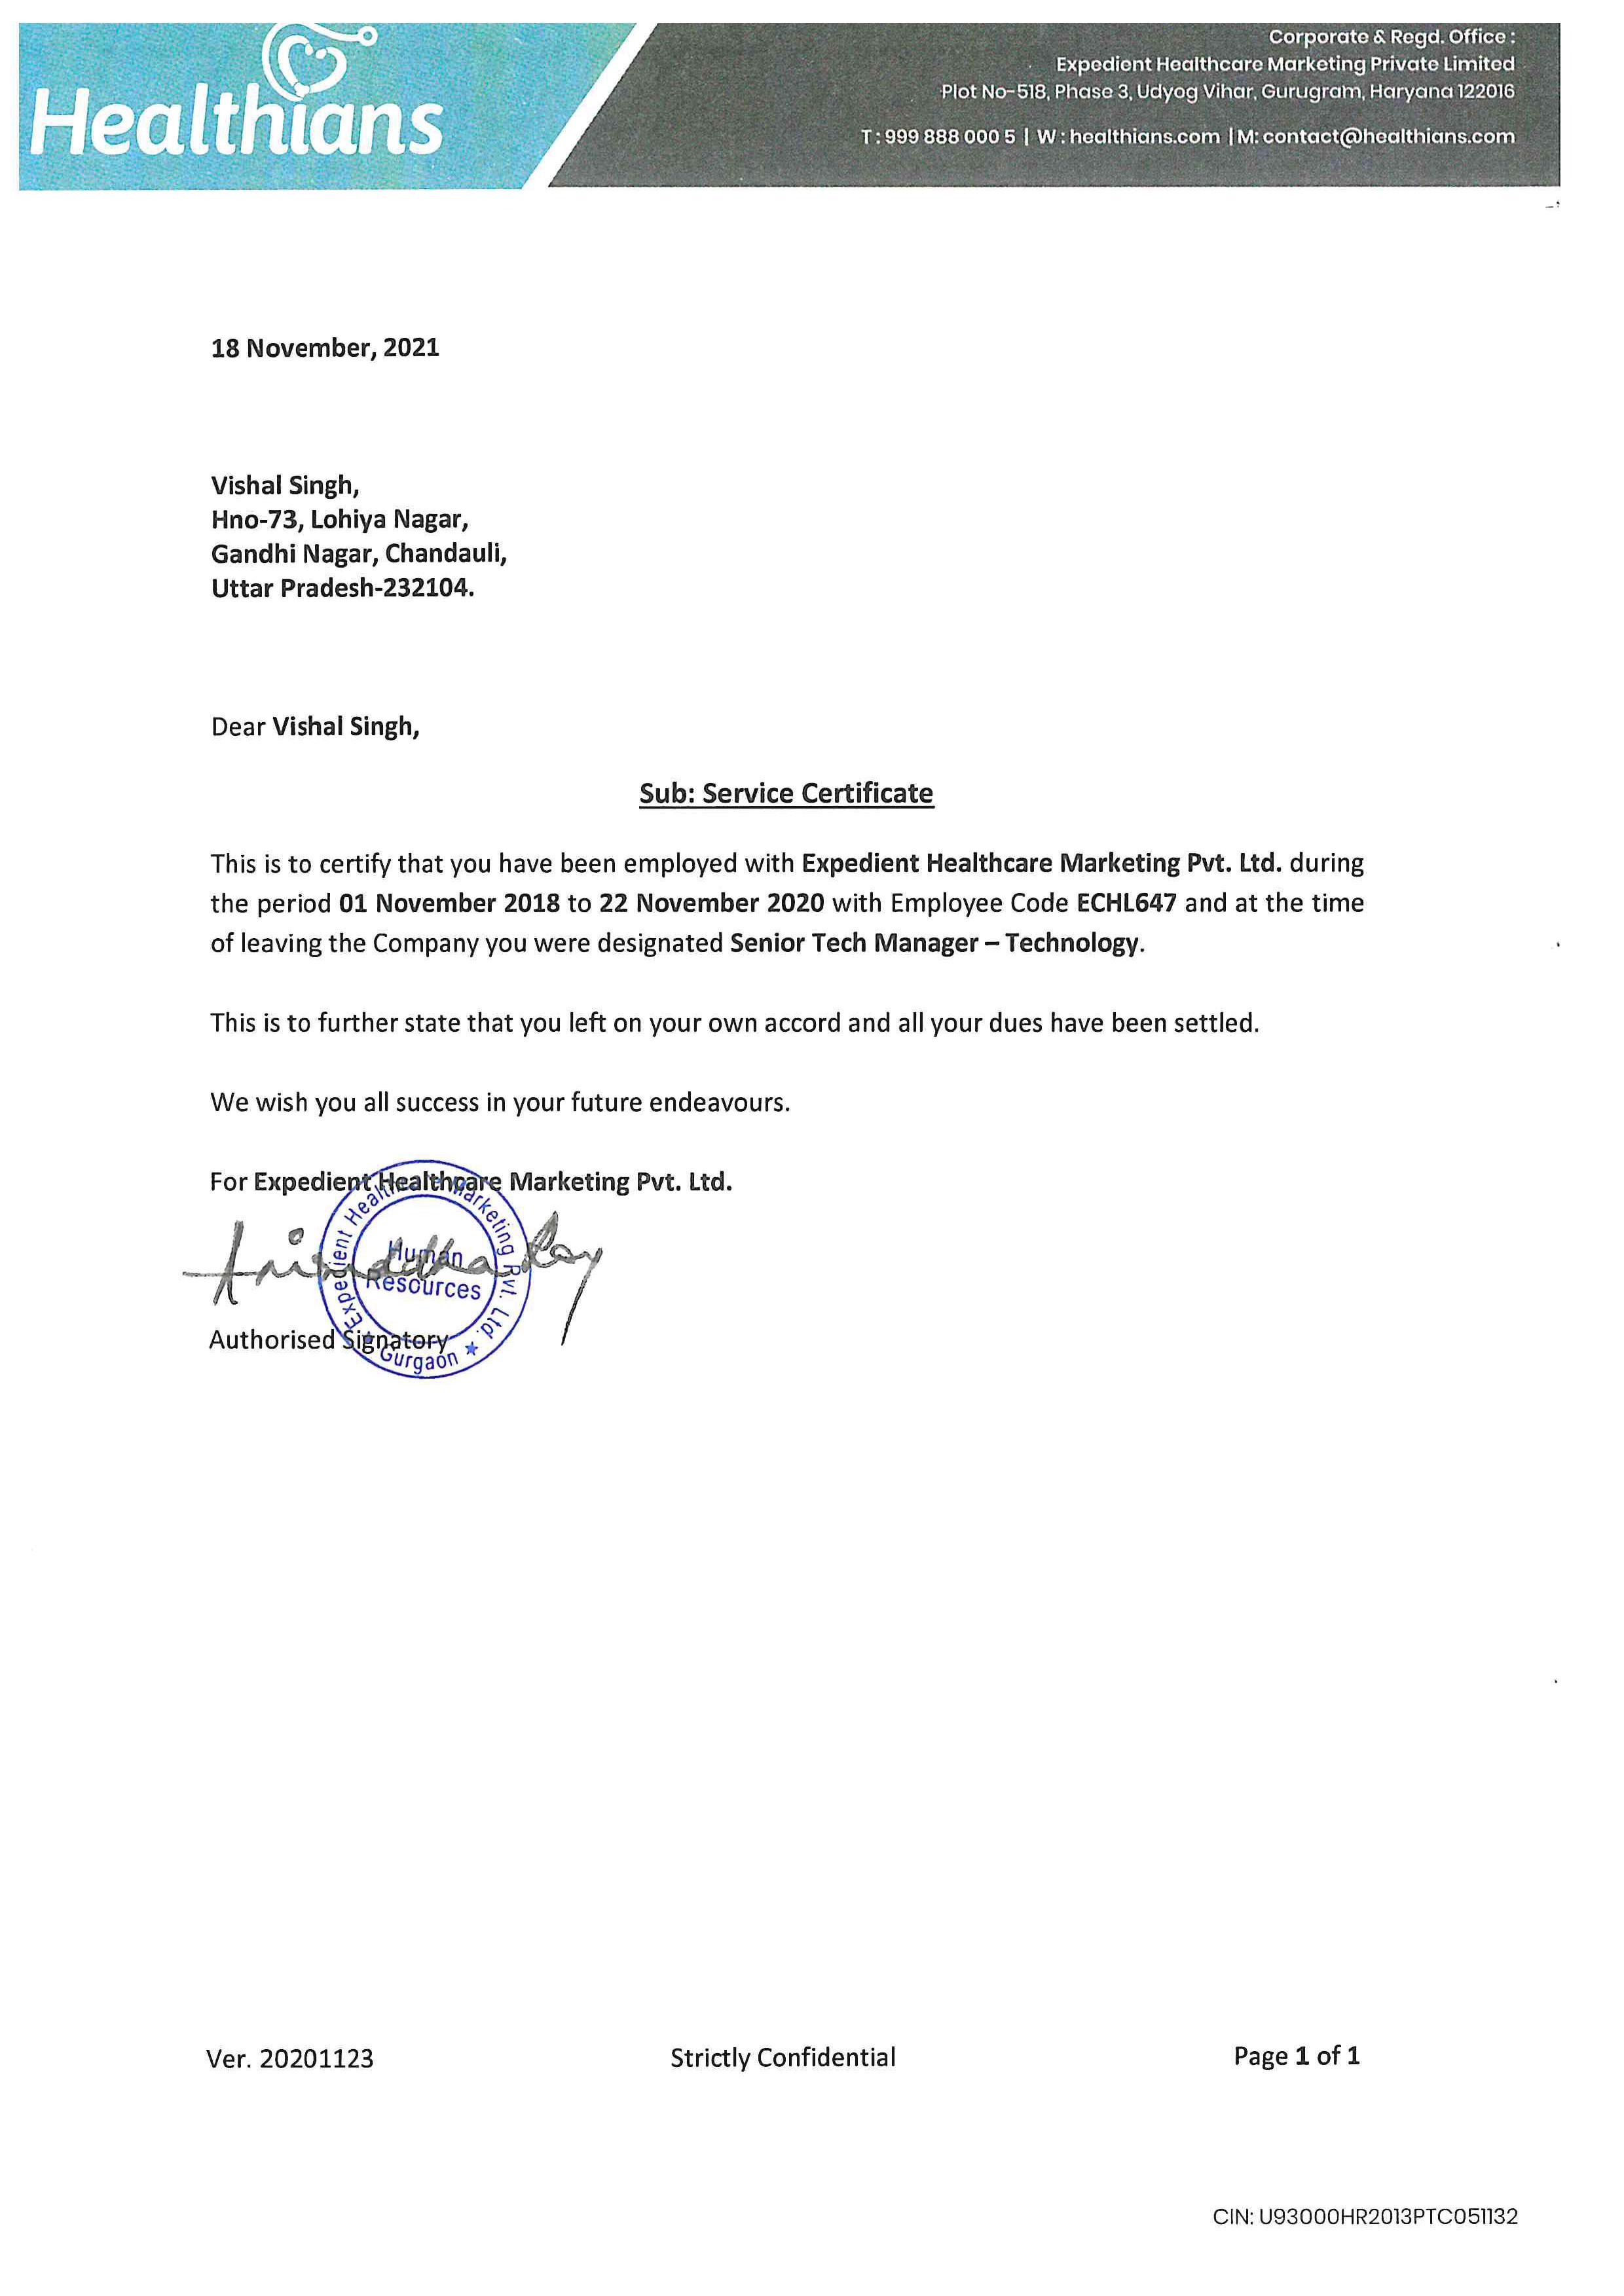 Healthians
Corporate & Regd. Office :
Expedient Healthcare Marketing Private Limited
Plot No-518, Phase 3, Udyog Vihar, Gurugram, Haryana 122016
T : 999 888 000 5 | W : healthians.com | M: contact@healthians.com
18 November, 2021
Vishal Singh,
Hno-73, Lohiya Nagar,
Gandhi Nagar, Chandauli,
Uttar Pradesh-232104.
Dear Vishal Singh,
Sub: Service Certificate
This is to certify that you have been employed with Expedient Healthcare Marketing Pvt. Ltd. during
the period 01 November 2018 to 22 November 2020 with Employee Code ECHL647 and at the time
of leaving the Company you were designated Senior Tech Manager – Technology.
This is to further state that you left on your own accord and all your dues have been settled.
We wish you all success in your future endeavours.
For Expedient Healthcare Marketing Pvt. Ltd.
Expedient Healthcare Marketing Pvt. Ltd.
Human
Resources
Gurgaon
Aniruddha Roy
Authorised Signatory
Ver. 20201123
Strictly Confidential
Page 1 of 1
CIN: U93000HR2013PTC051132